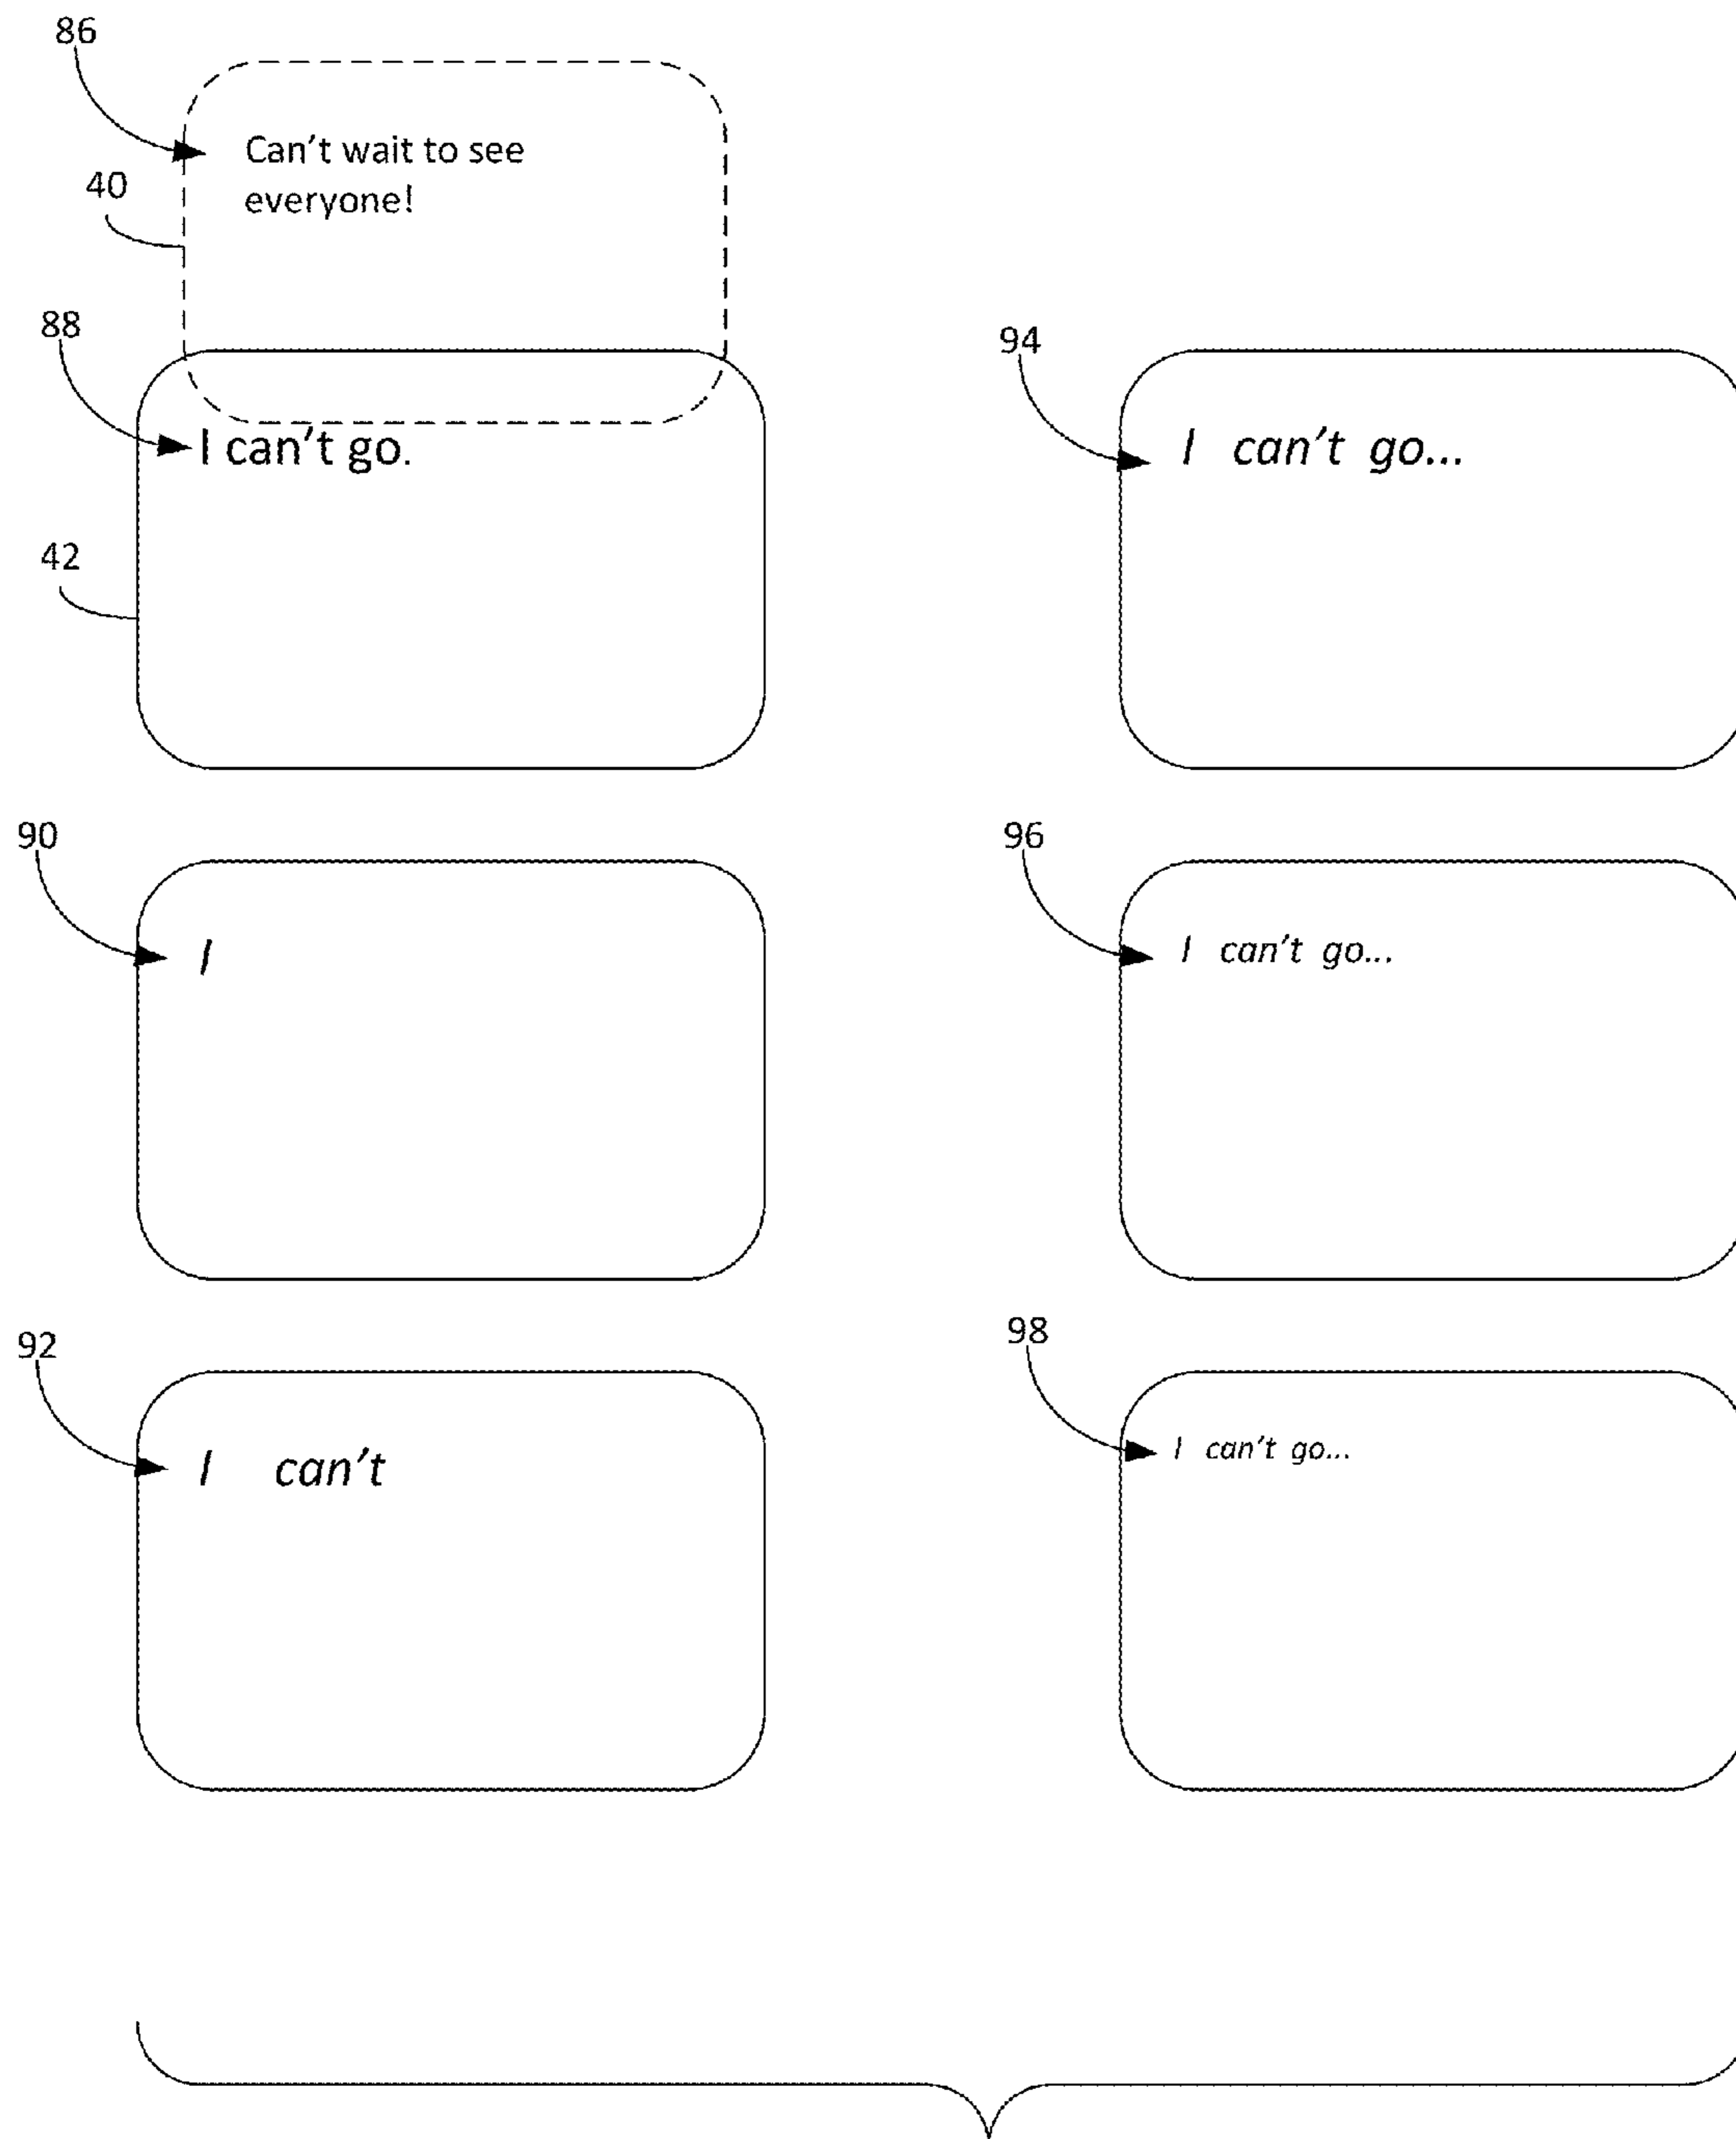 86
Can't wait to see
everyone!
40
88
I can't go.
42
94
I can't go...
90
I
96
I can't go...
92
I can't
98
I can't go...